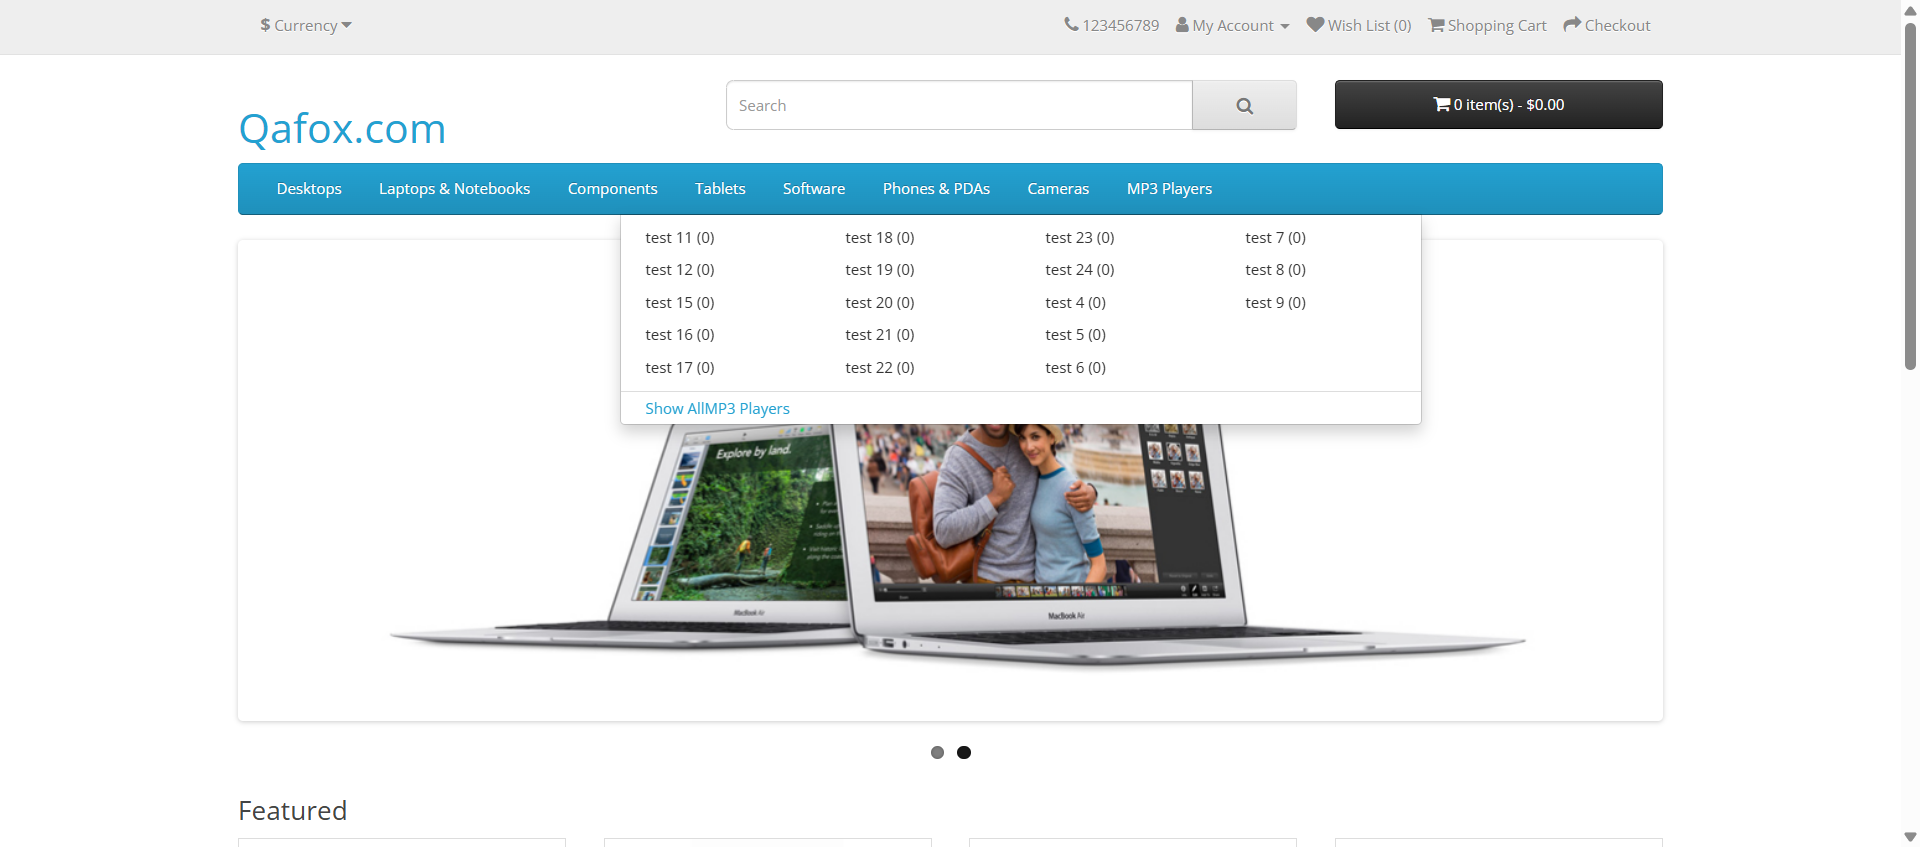 $ Currency
123456789 My Account Wish List (0) Shopping Cart Checkout
Qafox.com
Search
0 item(s) - $0.00
Desktops Laptops & Notebooks Components Tablets Software Phones & PDAs Cameras MP3 Players
test 11 (0) test 18 (0) test 23 (0) test 7 (0)
test 12 (0) test 19 (0) test 24 (0) test 8 (0)
test 15 (0) test 20 (0) test 4 (0) test 9 (0)
test 16 (0) test 21 (0) test 5 (0)
test 17 (0) test 22 (0) test 6 (0)
Show AllMP3 Players
Explore by land.
MacBook Air
MacBook Air
Featured